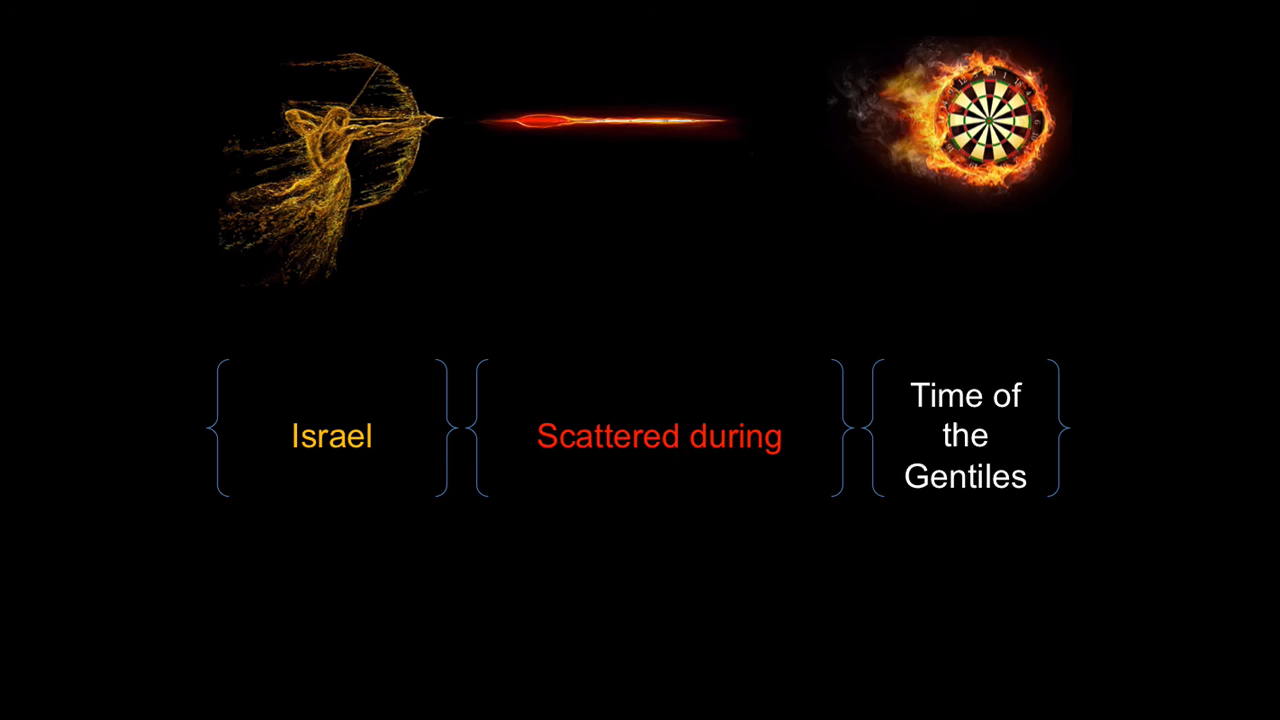 Israel
Scattered during
Time of
the
Gentiles